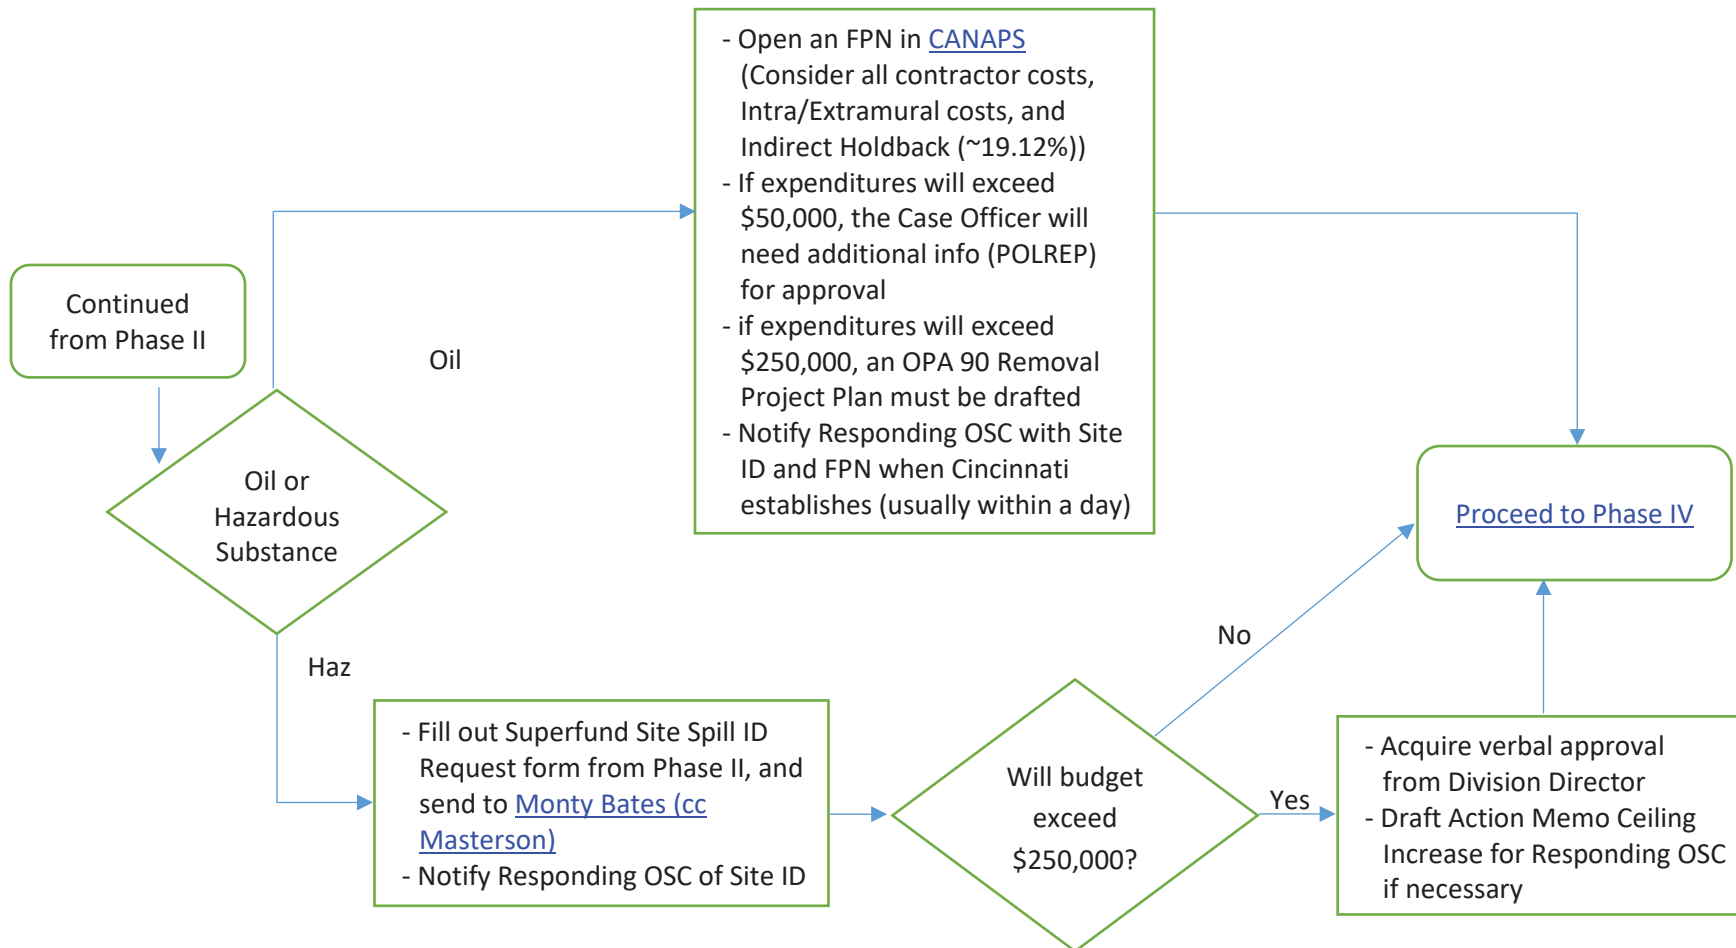 Continued
from Phase II
Oil or
Hazardous
Substance
Oil
- Open an FPN in CANAPS
(Consider all contractor costs,
Intra/Extramural costs, and
Indirect Holdback (~19.12%))
- If expenditures will exceed
$50,000, the Case Officer will
need additional info (POLREP)
for approval
- if expenditures will exceed
$250,000, an OPA 90 Removal
Project Plan must be drafted
- Notify Responding OSC with Site
ID and FPN when Cincinnati
establishes (usually within a day)
Haz
- Fill out Superfund Site Spill ID
Request form from Phase II, and
send to Monty Bates (cc
Masterson)
- Notify Responding OSC of Site ID
Will budget
exceed
$250,000?
No
Yes
- Acquire verbal approval
from Division Director
- Draft Action Memo Ceiling
Increase for Responding OSC
if necessary
Proceed to Phase IV